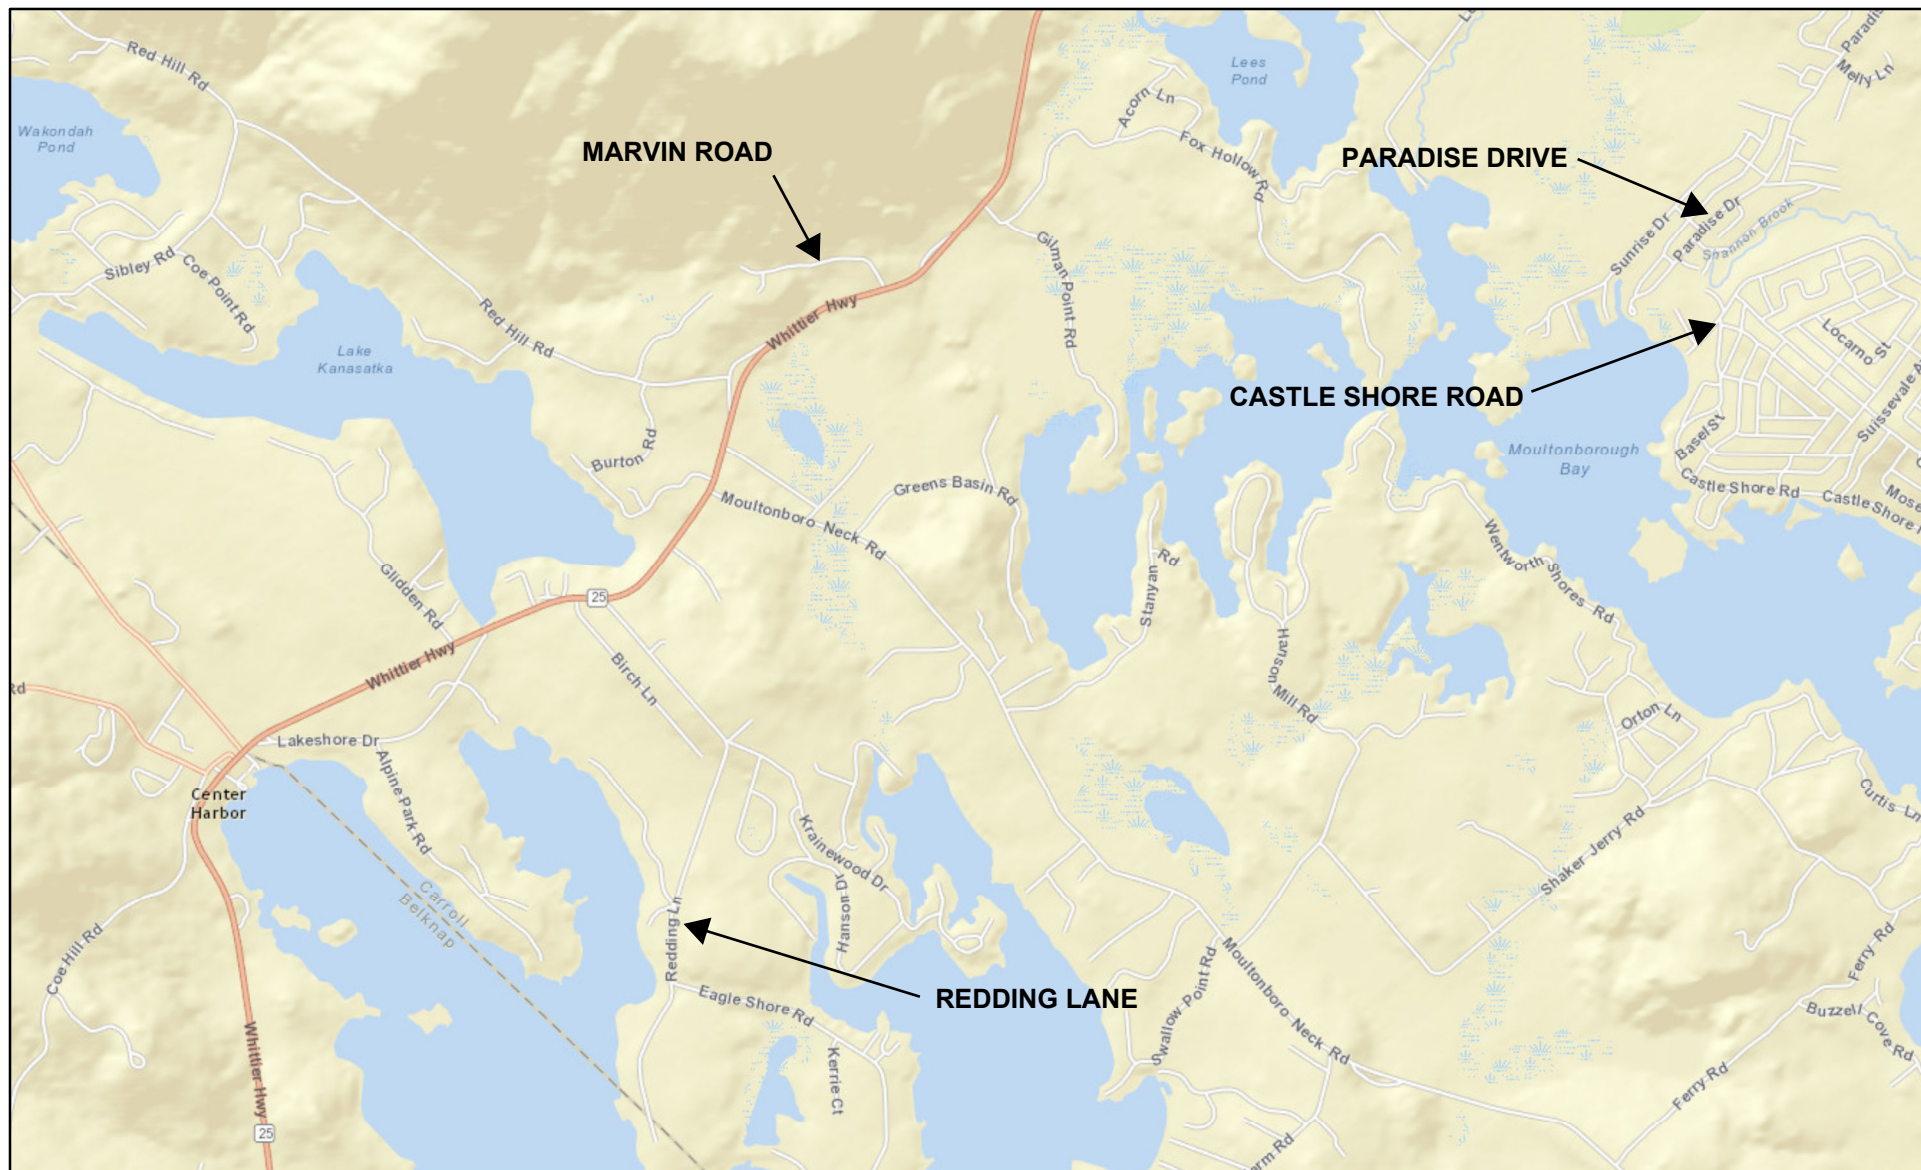 Red Hill Rd
Wakondah
Pond
Lees
Pond
Acorn Ln
Paradis
Melly Ln
MARVIN ROAD
PARADISE DRIVE
Fox Hollow Rd
Sibley Rd
Coe Point Rd
Gilman Point Rd
Sunrise Dr
Paradise Dr
Shannon Brook
Red Hill Rd
Whittier Hwy
Lake
Kanasatka
Locarno St
CASTLE SHORE ROAD
Suissevale A
Burton Rd
Moultonborough
Bay
Basel St
Castle Shore Rd
Castle Shore
Mose
Moultonboro Neck Rd
Greens Basin Rd
Wentworth Shores Rd
Glidden Rd
25
Stanyan Rd
Whittier Hwy
Birch Ln
Hanson Mill Rd
Rd
Orton Ln
Lakeshore Dr
Alpine Park Rd
Center
Harbor
Curtis Ln
Krainewood Dr
Shaker Jerry Rd
Carroll
Belknap
Hanson Dr
Redding Ln
Coe Hill Rd
REDDING LANE
Eagle Shore Rd
Swallow Point Rd
Moultonboro Neck Rd
Ferry Rd
Buzzell Cove Rd
Kerrie Ct
Whittier Hwy
Ferry Rd
25
arm Rd